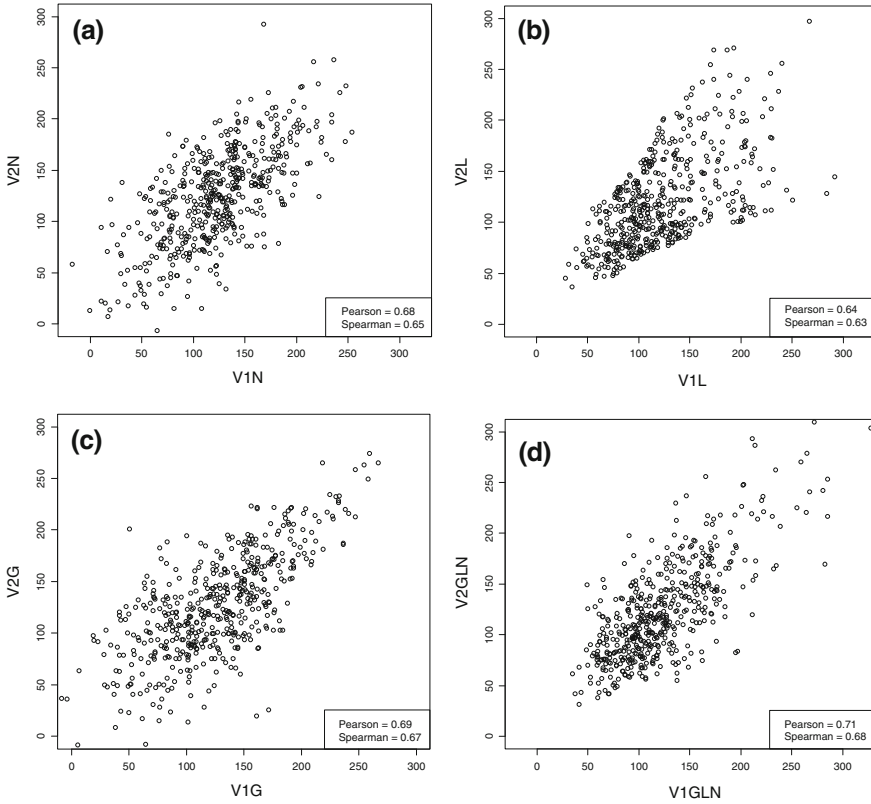 (a)
V2N
300
250
200
150
100
50
0
Pearson = 0.68
Spearman = 0.65
0 50 100 150 200 250 300
V1N
(b)
V2L
300
250
200
150
100
50
0
Pearson = 0.64
Spearman = 0.63
0 50 100 150 200 250 300
V1L
(c)
V2G
300
250
200
150
100
50
0
Pearson = 0.69
Spearman = 0.67
0 50 100 150 200 250 300
V1G
(d)
V2GLN
300
250
200
150
100
50
0
Pearson = 0.71
Spearman = 0.68
0 50 100 150 200 250 300
V1GLN